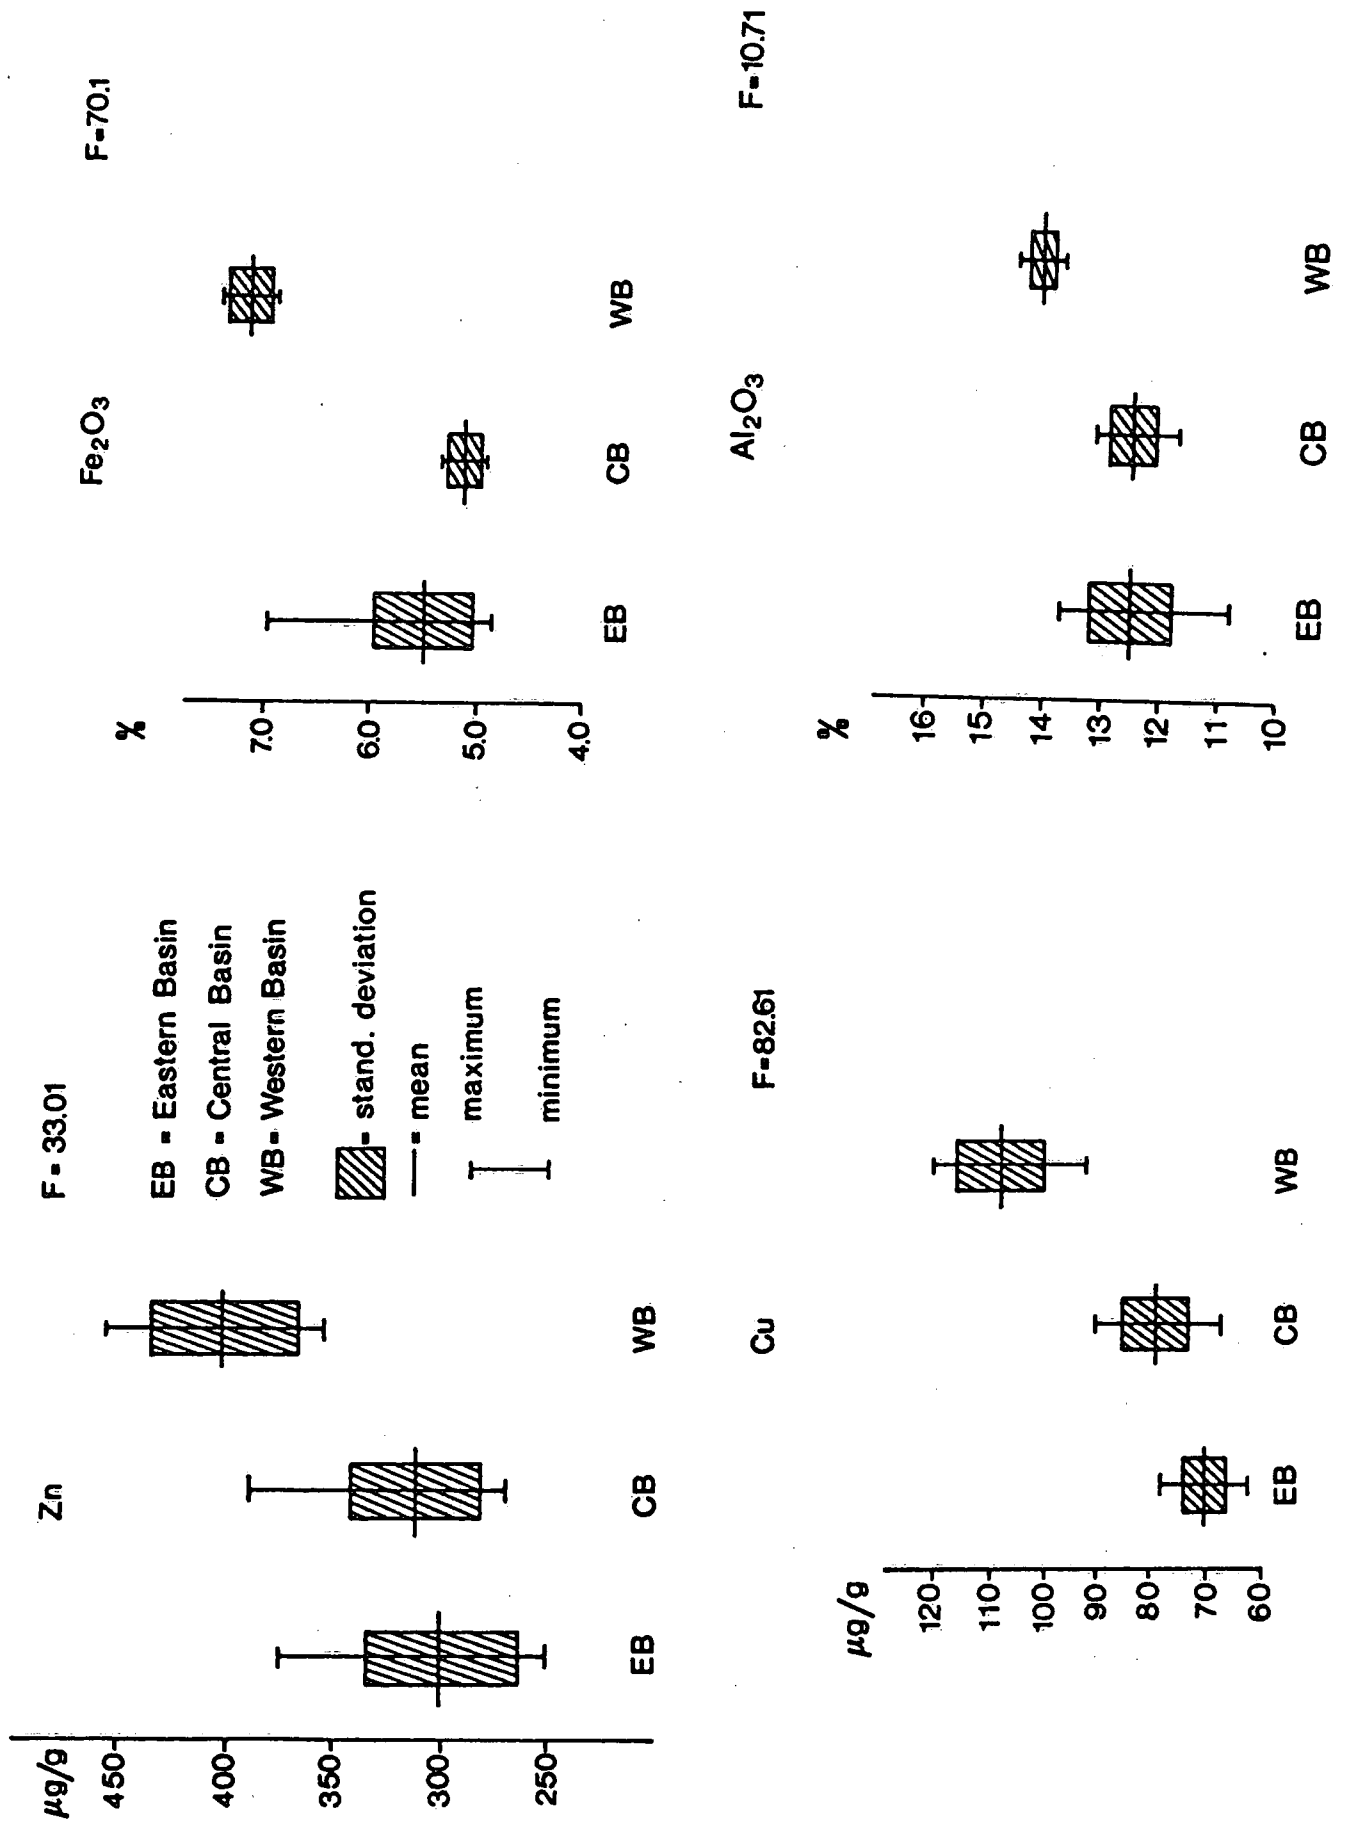 Zn F = 33.01
µg/g
450
400
350
300
250
EB CB WB
EB = Eastern Basin
CB = Central Basin
WB = Western Basin
= stand. deviation
= mean
maximum
minimum
Fe₂O₃ F=70.1
%
7.0
6.0
5.0
4.0
EB CB WB
Cu F=82.61
µg/g
120
110
100
90
80
70
60
EB CB WB
Al₂O₃ F=10.71
%
16
15
14
13
12
11
10
EB CB WB